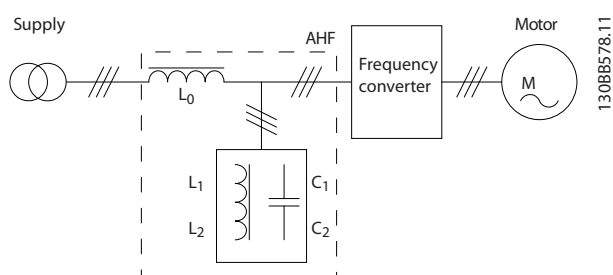 Supply
AHF
Motor
Frequency
converter
M
L0
L1
C1
L2
C2
130BB578.11